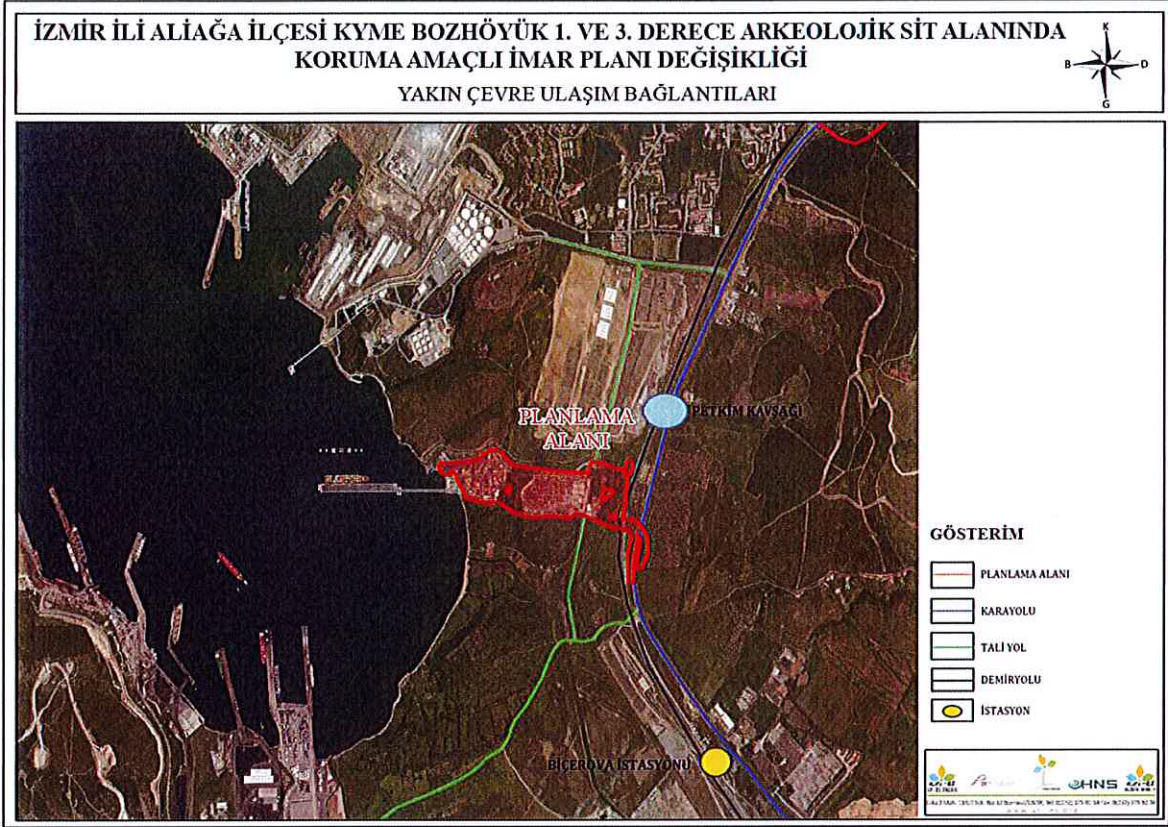 İZMİR İLİ ALİAĞA İLÇESİ KYME BOZHÖYÜK 1. VE 3. DERECE ARKEOLOJİK SİT ALANINDA
KORUMA AMAÇLI İMAR PLANI DEĞİŞİKLİĞİ
YAKIN ÇEVRE ULAŞIM BAĞLANTILARI
K
B
D
G
PLANLAMA
ALANI
PETKİM KAVŞAĞI
BİÇEROVA İSTASYONU
GÖSTERİM
PLANLAMA ALANI
KARAYOLU
TALİ YOL
DEMİRYOLU
İSTASYON
HNS